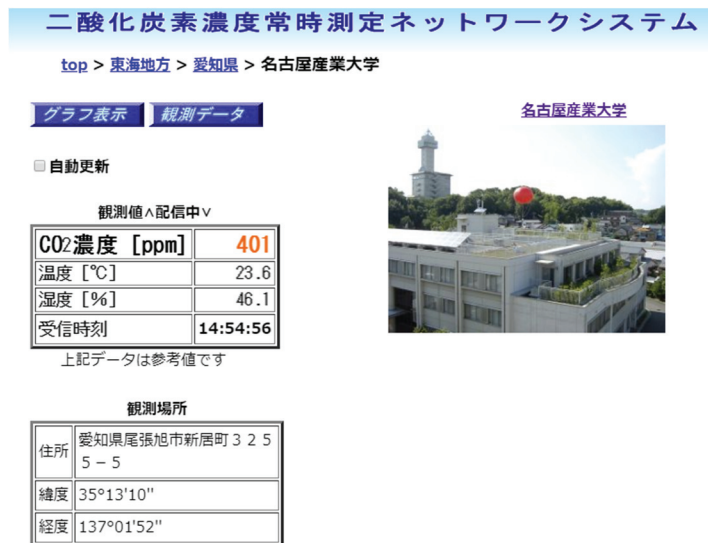 二酸化炭素濃度常時測定ネットワークシステム
top > 東海地方 > 愛知県 > 名古屋産業大学
グラフ表示 観測データ
名古屋産業大学
自動更新
観測値∧配信中∨
CO2濃度 [ppm] 401
温度 [℃] 23.6
湿度 [%] 46.1
受信時刻 14:54:56
上記データは参考値です
観測場所
住所 愛知県尾張旭市新居町３２５
５－５
緯度 35°13'10"
経度 137°01'52"